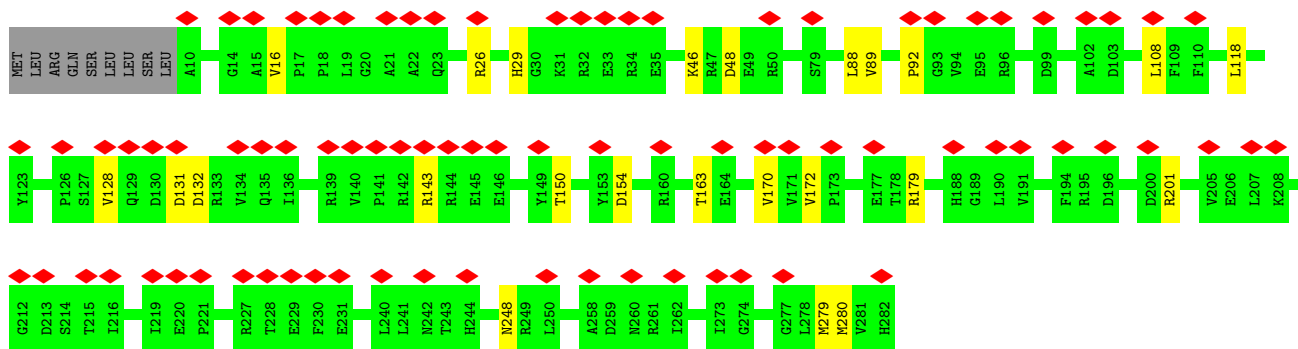 MET LEU ARG GLN SER LEU LEU SER LEU A10 G14 A15 V16 P17 P18 L19 G20 A21 A22 Q23 R26 H29 G30 K31 R32 E33 R34 E35 K46 R47 D48 E49 R50 S79 L88 V89 P92 G93 V94 E95 R96 D99 A102 D103 L108 F109 F110 L118
Y123 P126 S127 V128 Q129 D130 D131 D132 R133 V134 Q135 I136 R139 V140 P141 R142 R143 R144 E145 E146 Y149 T150 Y153 D154 R160 T163 E164 V170 V171 V172 P173 E177 T178 R179 H188 G189 L190 V191 F194 R195 D196 D200 R201 V205 E206 L207 K208
G212 D213 S214 T215 I216 I219 E220 P221 R227 T228 E229 F230 E231 L240 L241 N242 T243 H244 N248 R249 L250 A258 D259 N260 R261 I262 I273 G274 G277 L278 M279 M280 V281 H282